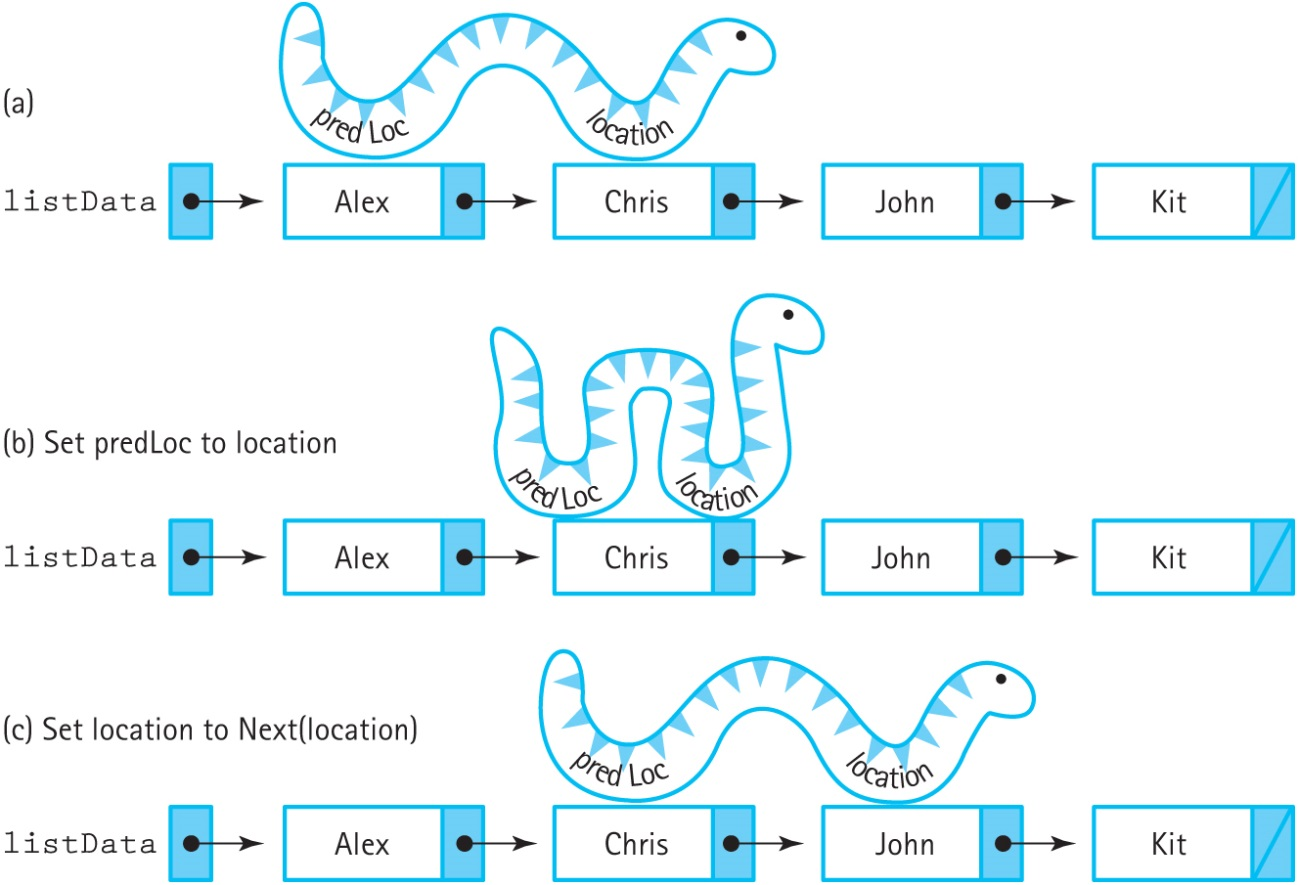 (a)
pred Loc location
listData Alex Chris John Kit
(b) Set predLoc to location
pred Loc location
listData Alex Chris John Kit
(c) Set location to Next(location)
pred Loc location
listData Alex Chris John Kit